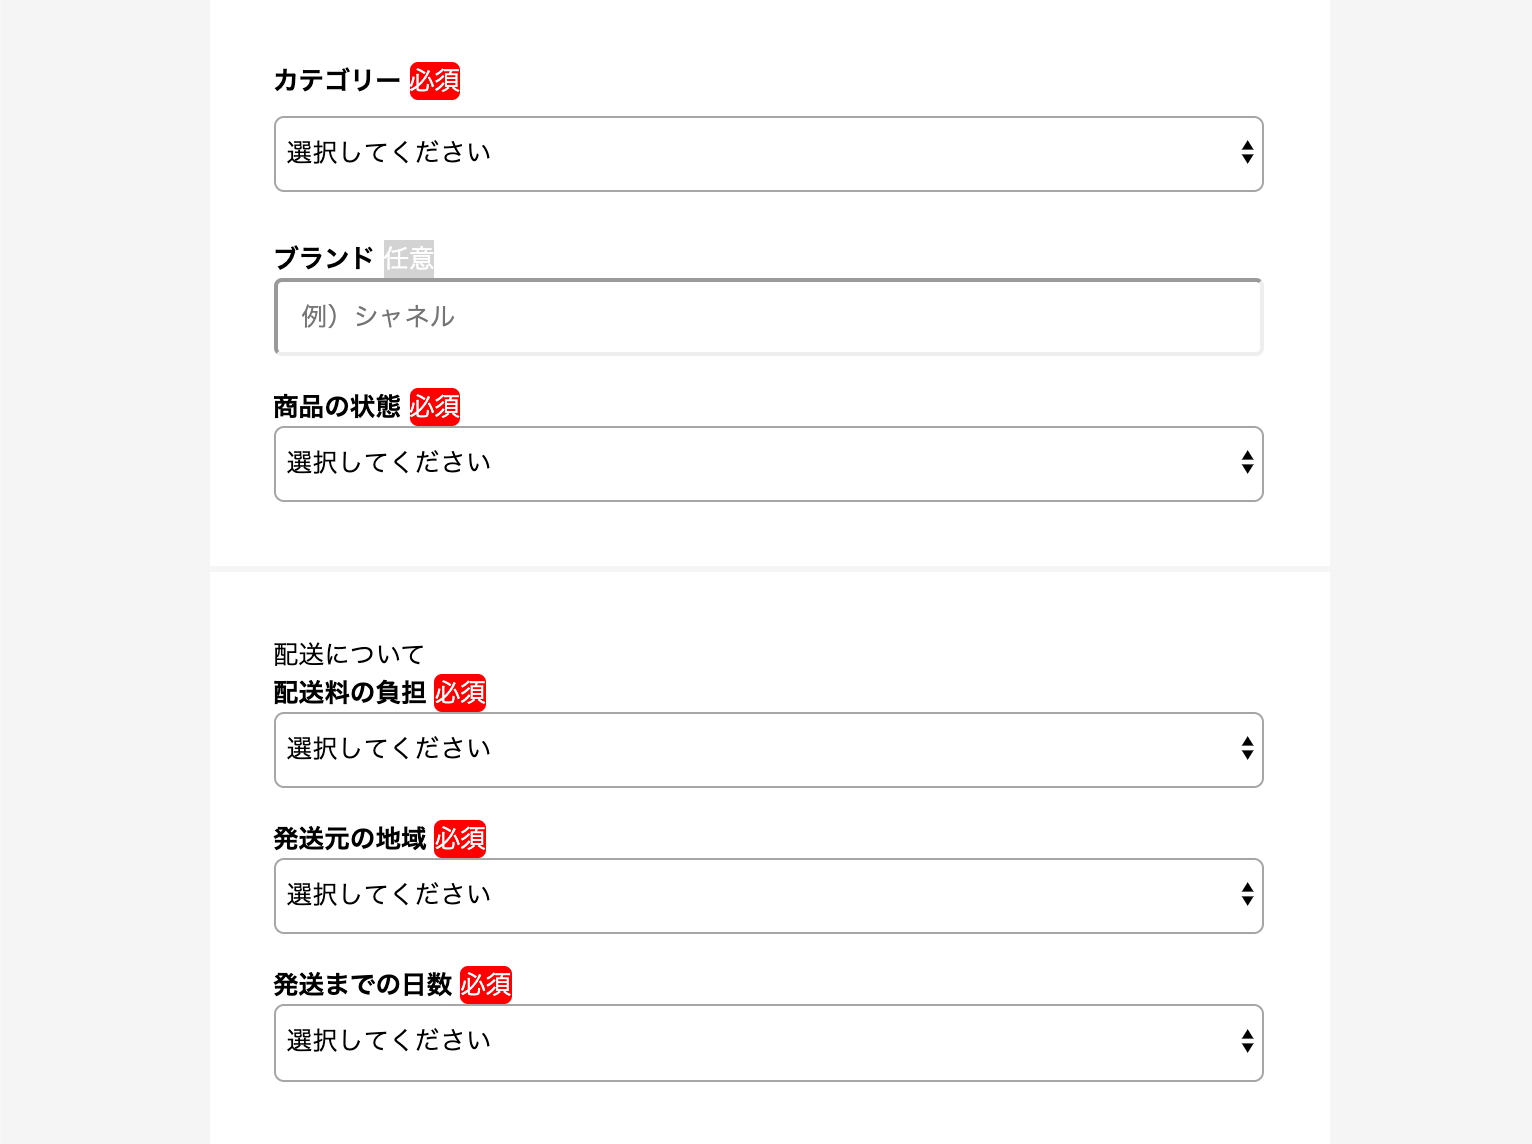 カテゴリー 必須
選択してください
ブランド 任意
例）シャネル
商品の状態 必須
選択してください
配送について
配送料の負担 必須
選択してください
発送元の地域 必須
選択してください
発送までの日数 必須
選択してください